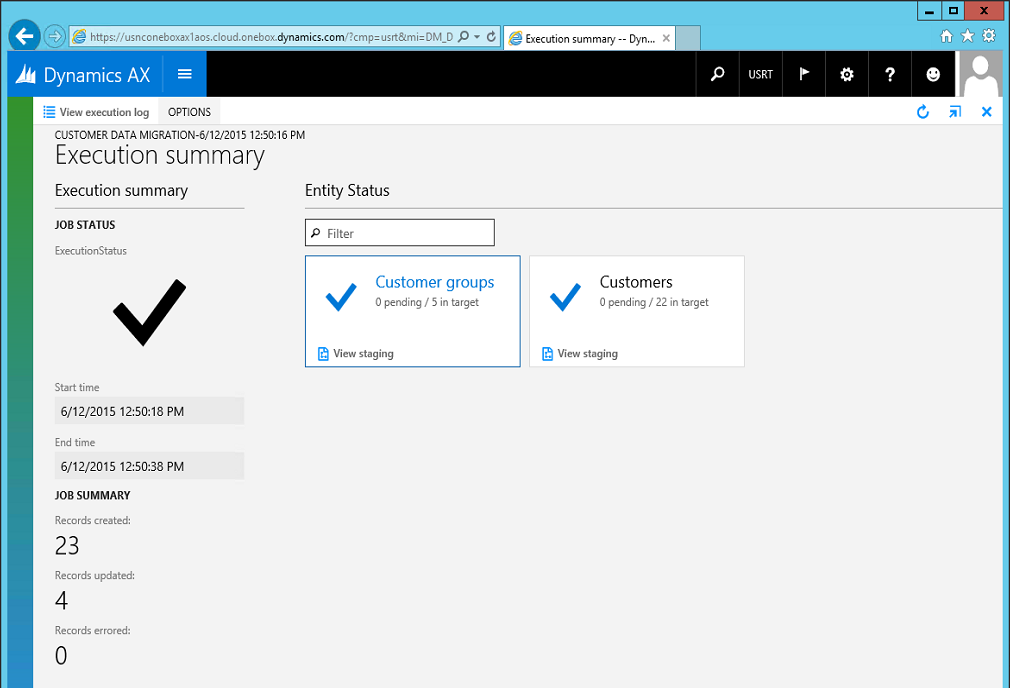 https://usnconeboxax1aos.cloud.onebox.dynamics.com/?cmp=usrt&mi=DM_D
Execution summary -- Dyn...
Dynamics AX
USRT
View execution log
OPTIONS
CUSTOMER DATA MIGRATION-6/12/2015 12:50:16 PM
Execution summary
Execution summary
JOB STATUS
ExecutionStatus
Start time
6/12/2015 12:50:18 PM
End time
6/12/2015 12:50:38 PM
JOB SUMMARY
Records created:
23
Records updated:
4
Records errored:
0
Entity Status
Filter
Customer groups
0 pending / 5 in target
View staging
Customers
0 pending / 22 in target
View staging